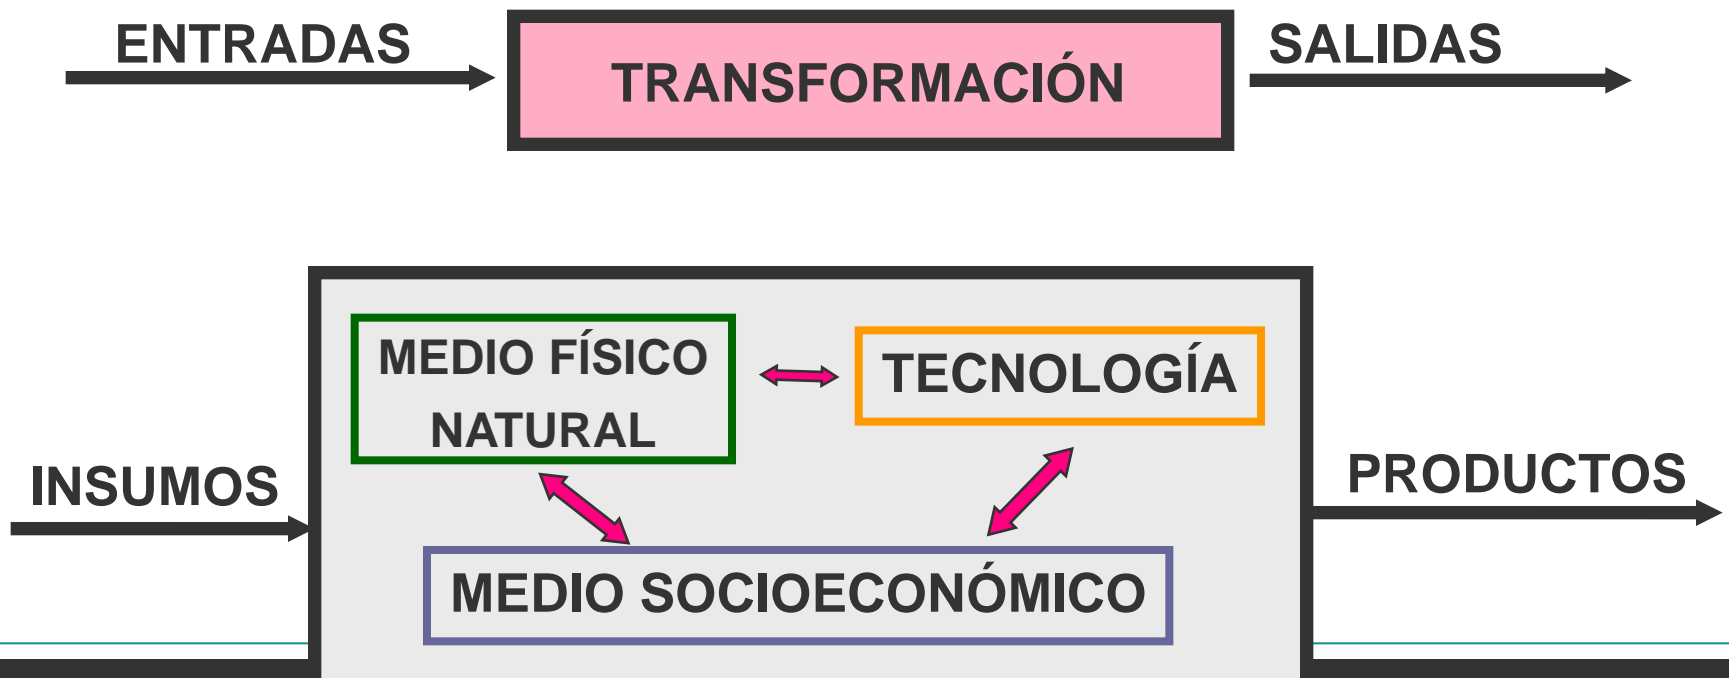 ENTRADAS
TRANSFORMACIÓN
SALIDAS
MEDIO FÍSICO
NATURAL
TECNOLOGÍA
INSUMOS
PRODUCTOS
MEDIO SOCIOECONÓMICO